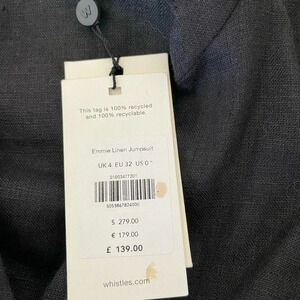 W
This tag is 100% recycled
and 100% recyclable.
Emmie Linen Jumpsuit
UK 4 EU 32 US 0
$ 279.00
€ 179.00
£ 139.00
whistles.com